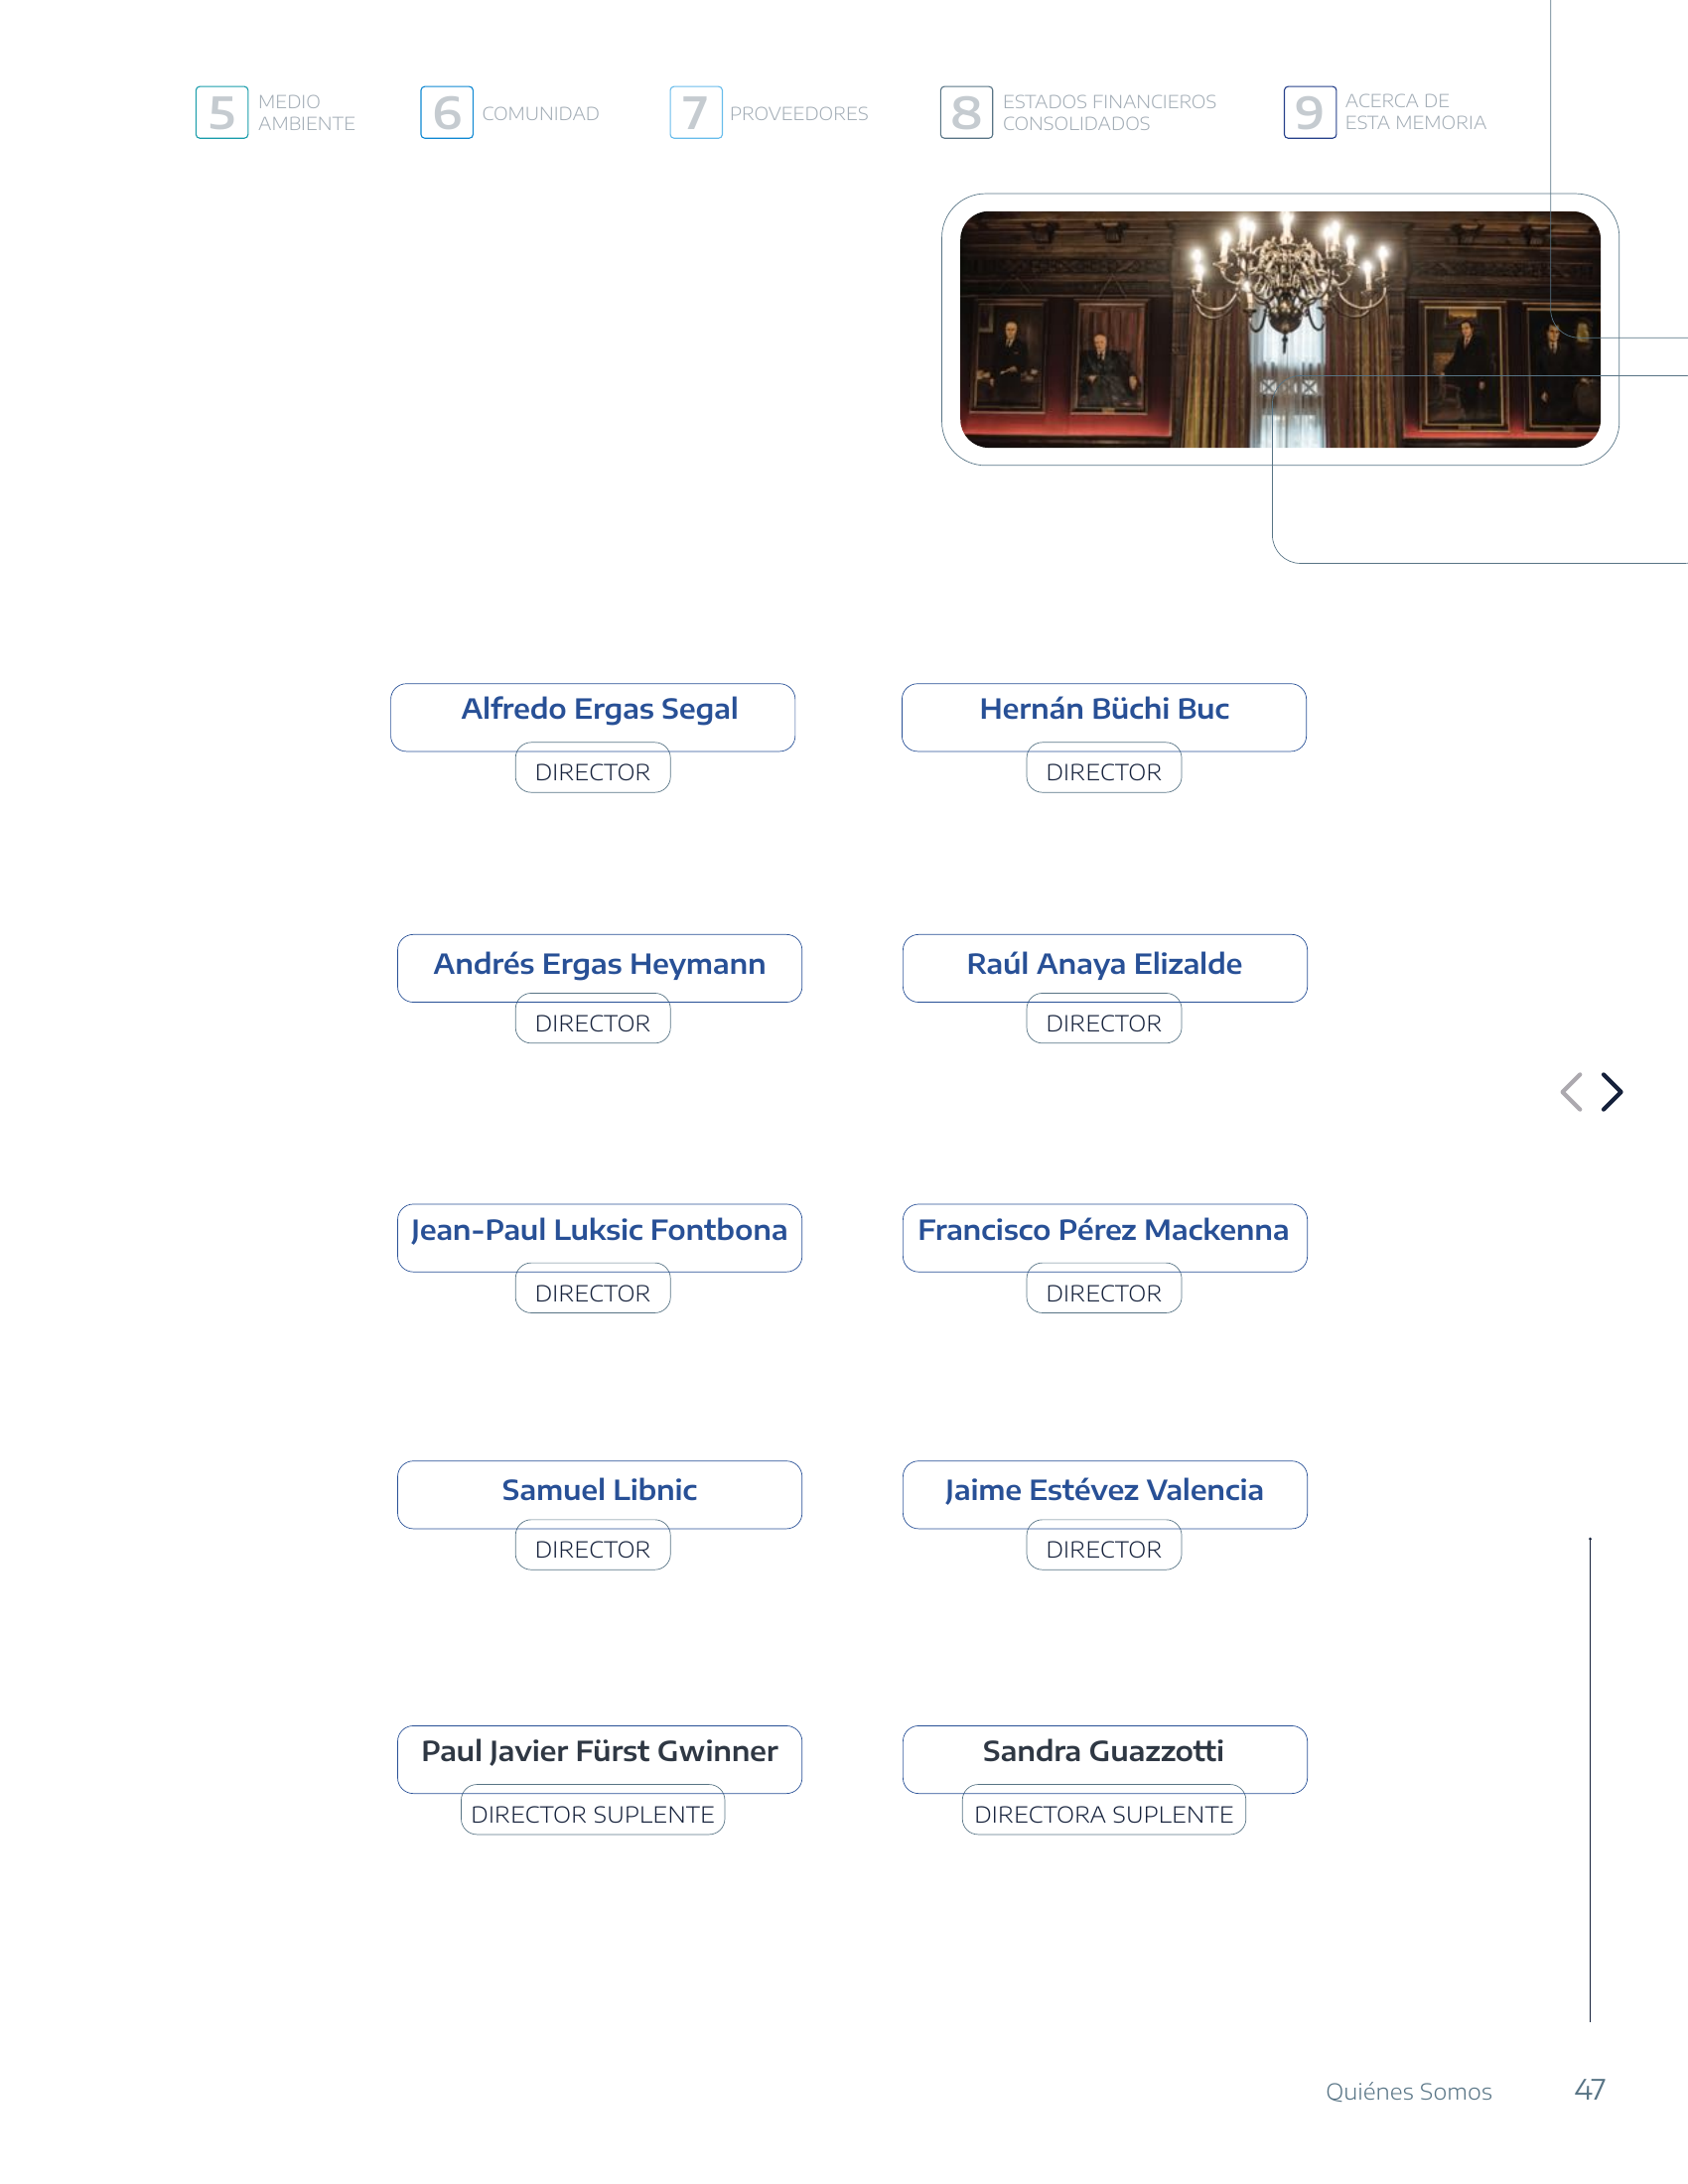 5
MEDIO
AMBIENTE
6
COMUNIDAD
7
PROVEEDORES
8
ESTADOS FINANCIEROS
CONSOLIDADOS
9
ACERCA DE
ESTA MEMORIA
Alfredo Ergas Segal
DIRECTOR
Hernán Büchi Buc
DIRECTOR
Andrés Ergas Heymann
DIRECTOR
Raúl Anaya Elizalde
DIRECTOR
Jean-Paul Luksic Fontbona
DIRECTOR
Francisco Pérez Mackenna
DIRECTOR
Samuel Libnic
DIRECTOR
Jaime Estévez Valencia
DIRECTOR
Paul Javier Fürst Gwinner
DIRECTOR SUPLENTE
Sandra Guazzotti
DIRECTORA SUPLENTE
Quiénes Somos
47